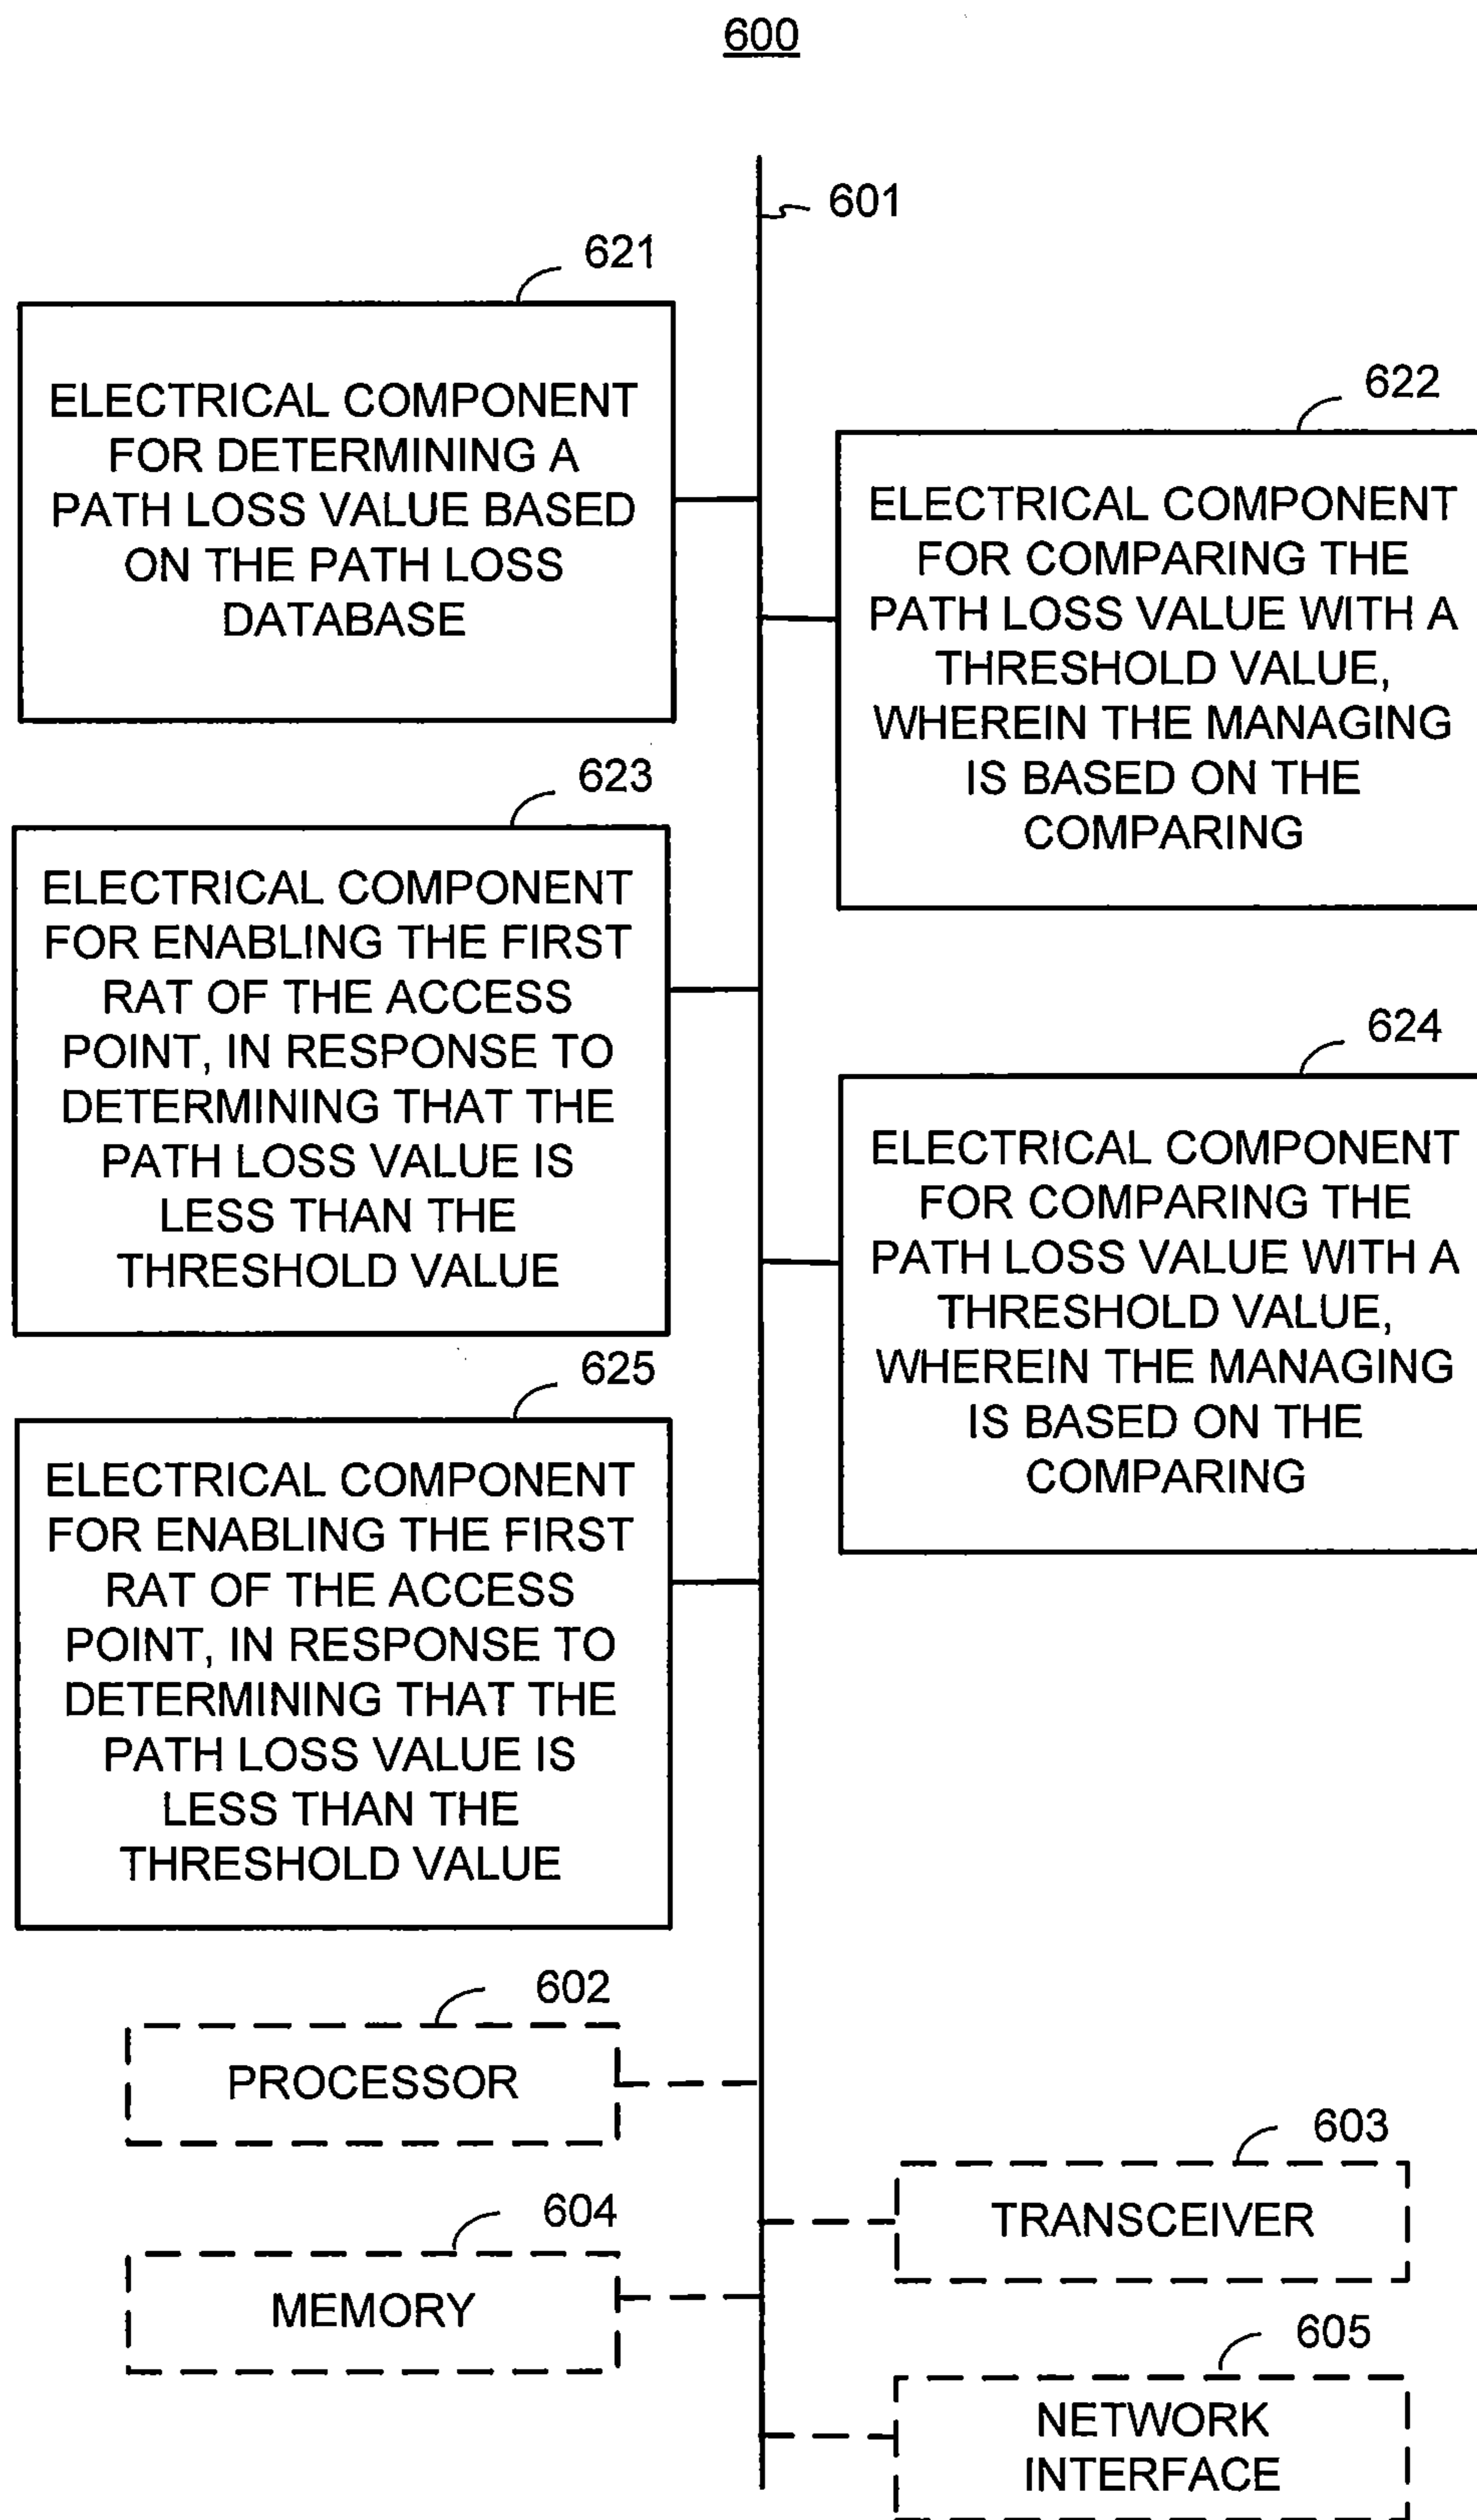 600
601
621
ELECTRICAL COMPONENT
FOR DETERMINING A
PATH LOSS VALUE BASED
ON THE PATH LOSS
DATABASE
622
ELECTRICAL COMPONENT
FOR COMPARING THE
PATH LOSS VALUE WITH A
THRESHOLD VALUE,
WHEREIN THE MANAGING
IS BASED ON THE
COMPARING
623
ELECTRICAL COMPONENT
FOR ENABLING THE FIRST
RAT OF THE ACCESS
POINT, IN RESPONSE TO
DETERMINING THAT THE
PATH LOSS VALUE IS
LESS THAN THE
THRESHOLD VALUE
624
ELECTRICAL COMPONENT
FOR COMPARING THE
PATH LOSS VALUE WITH A
THRESHOLD VALUE,
WHEREIN THE MANAGING
IS BASED ON THE
COMPARING
625
ELECTRICAL COMPONENT
FOR ENABLING THE FIRST
RAT OF THE ACCESS
POINT, IN RESPONSE TO
DETERMINING THAT THE
PATH LOSS VALUE IS
LESS THAN THE
THRESHOLD VALUE
602
PROCESSOR
603
TRANSCEIVER
604
MEMORY
605
NETWORK
INTERFACE